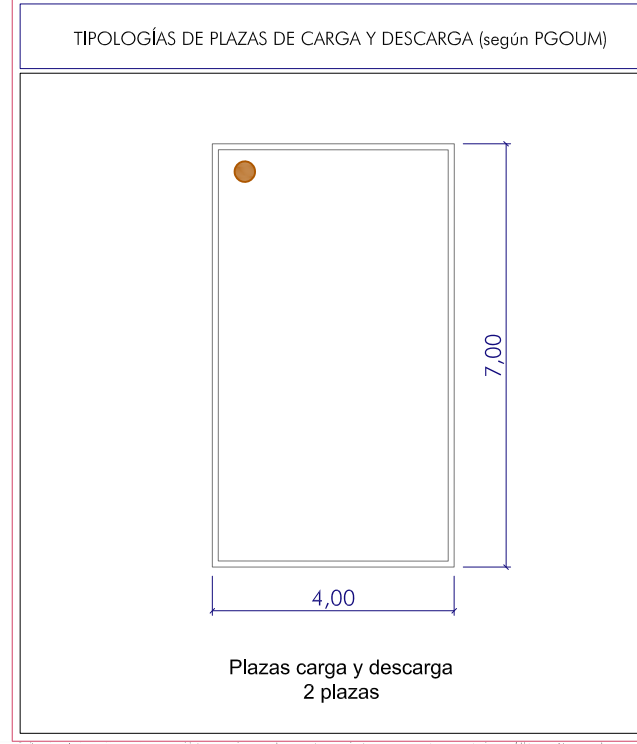 TIPOLOGÍAS DE PLAZAS DE CARGA Y DESCARGA (según PGOUM)
7,00
4,00
Plazas carga y descarga
2 plazas